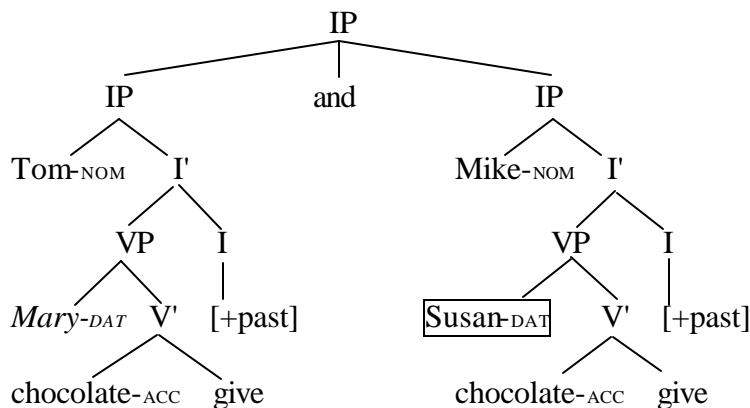 IP
IP and IP
Tom-NOM I' Mike-NOM I'
VP I VP I
Mary-DAT V' [+past] Susan-DAT V' [+past]
chocolate-ACC give chocolate-ACC give